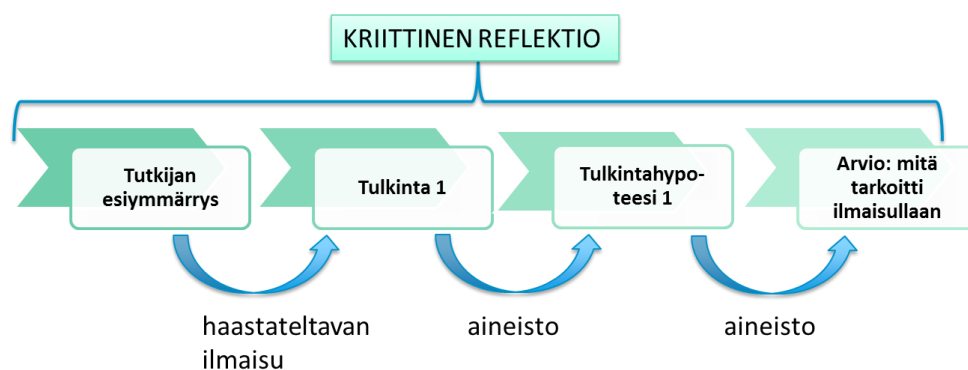 KRIITTINEN REFLEKTIO
Tutkijan
esiymmärrys
Tulkinta 1
Tulkintahypo-
teesi 1
Arvio: mitä
tarkoitti
ilmaisullaan
haastateltavan
ilmaisu
aineisto
aineisto